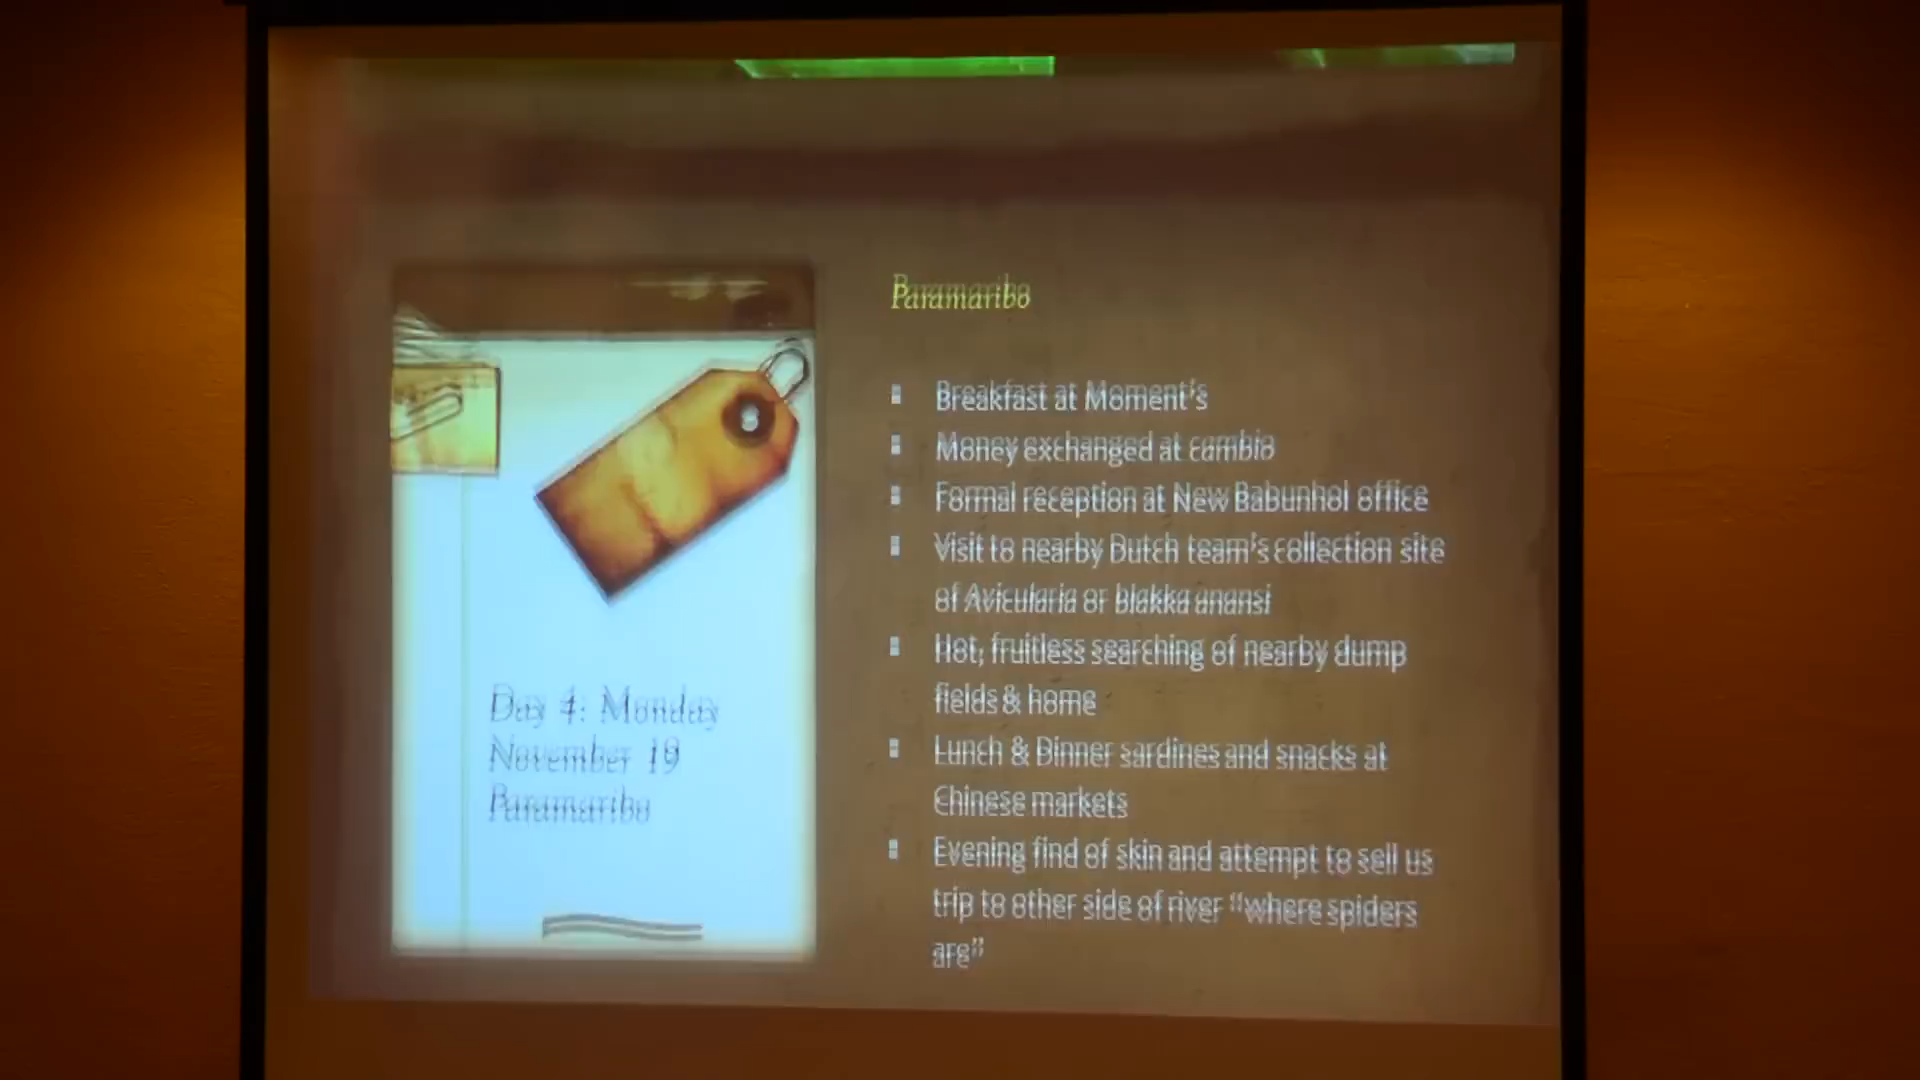 Paramaribo
Breakfast at Moment's
Money exchanged at cambio
Formal reception at New Babunhol office
Visit to nearby Dutch team's collection site
of Avicularia or blakka anansi
Hot, fruitless searching of nearby dump
fields & home
Lunch & Dinner sardines and snacks at
Chinese markets
Evening find of skin and attempt to sell us
trip to other side of river “where spiders
are”
Day 4: Monday
November 19
Paramaribo